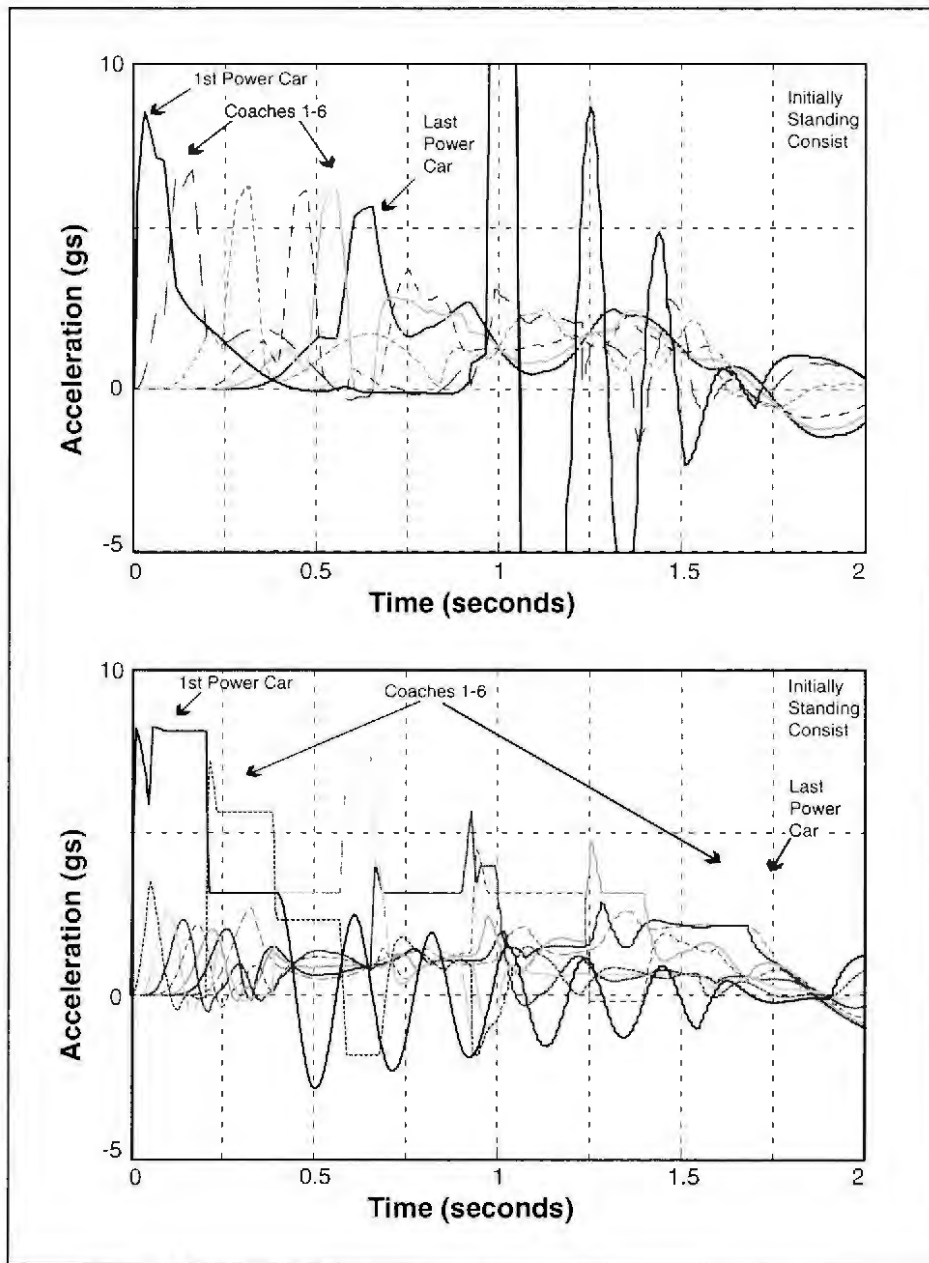 10
1st Power Car
Coaches 1-6
Last
Power
Car
Initially
Standing
Consist
Acceleration (gs)
0
-5
0
0.5
1
1.5
2
Time (seconds)
10
1st Power Car
Coaches 1-6
Initially
Standing
Consist
Last
Power
Car
Acceleration (gs)
0
-5
0
0.5
1
1.5
2
Time (seconds)